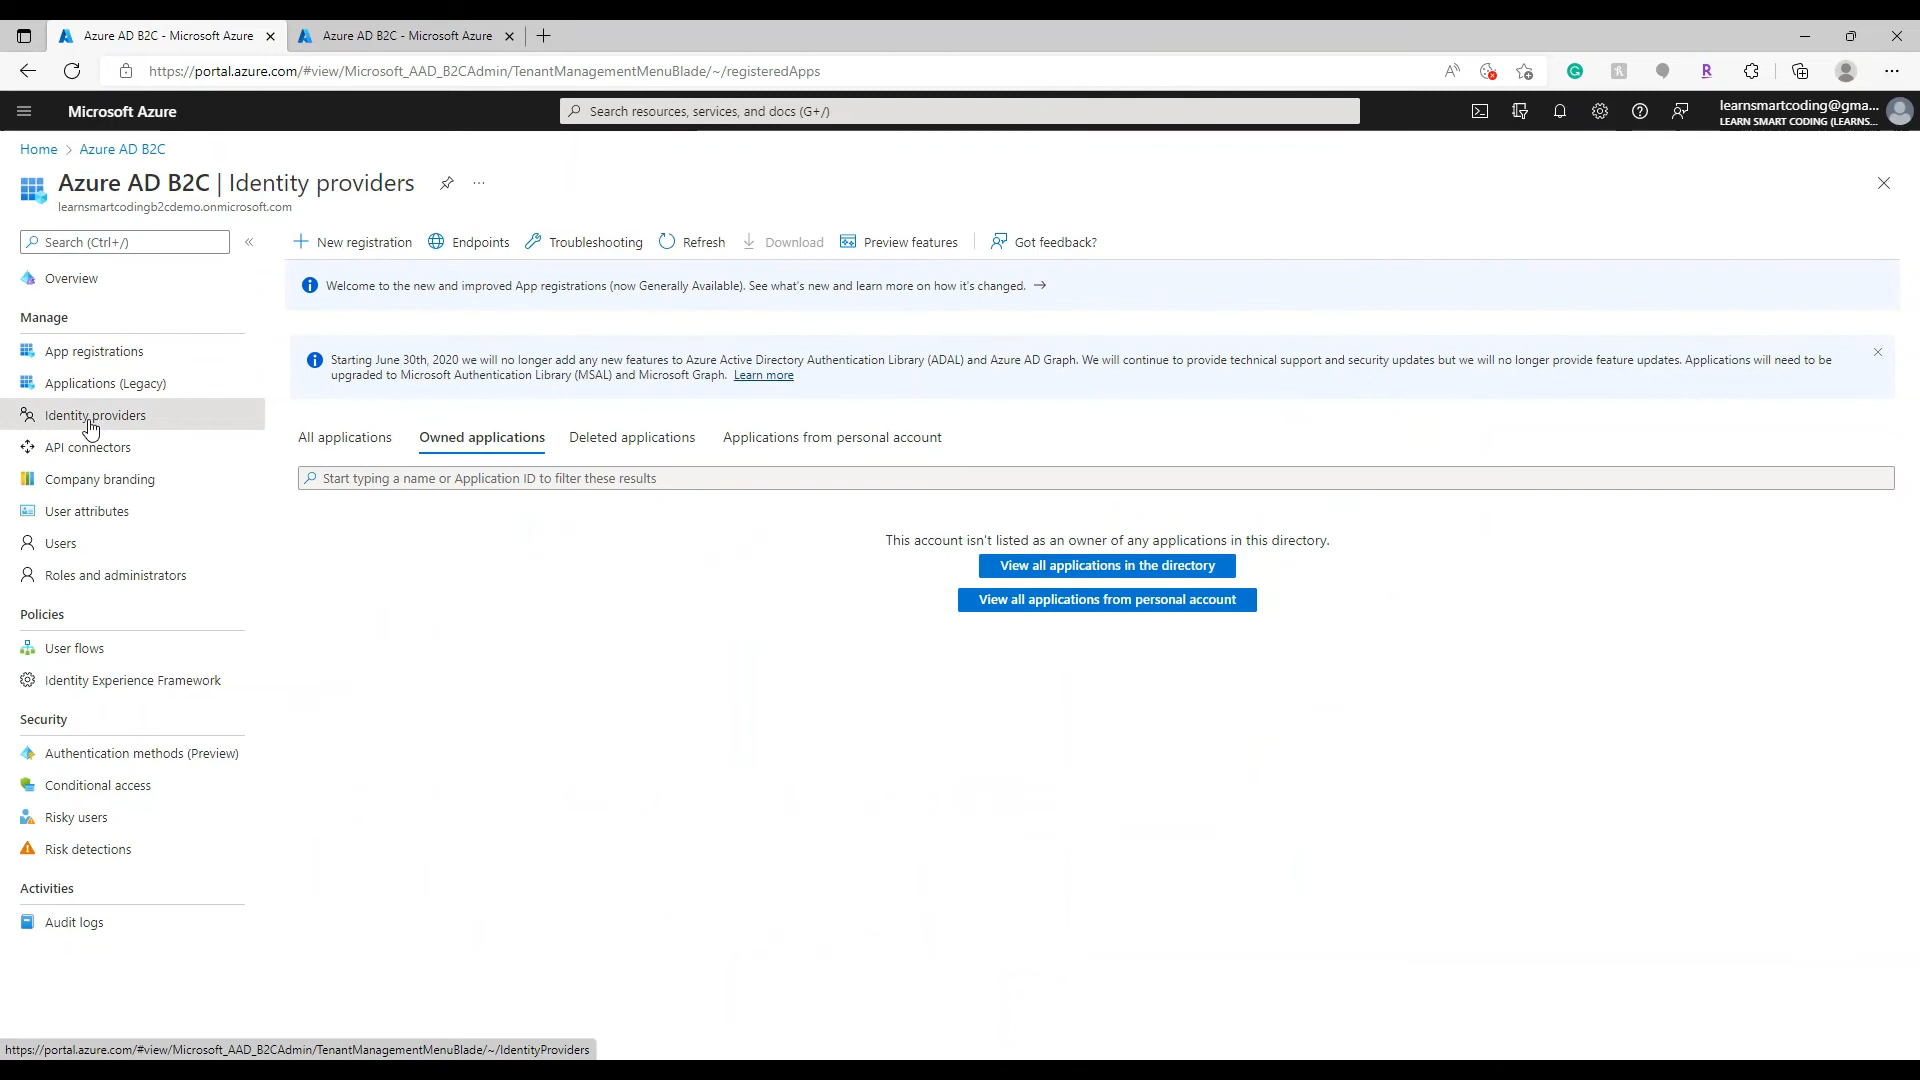 Azure AD B2C - Microsoft Azure
Azure AD B2C - Microsoft Azure
https://portal.azure.com/#view/Microsoft_AAD_B2CAdmin/TenantManagementMenuBlade/~/registeredApps
Microsoft Azure
Search resources, services, and docs (G+/)
learnsmartcoding@gma...
LEARN SMART CODING (LEARNS...
Home > Azure AD B2C
Azure AD B2C | Identity providers
learnsmartcodingb2cdemo.onmicrosoft.com
Search (Ctrl+/)
New registration
Endpoints
Troubleshooting
Refresh
Download
Preview features
Got feedback?
Overview
Manage
App registrations
Applications (Legacy)
Identity providers
API connectors
Company branding
User attributes
Users
Roles and administrators
Policies
User flows
Identity Experience Framework
Security
Authentication methods (Preview)
Conditional access
Risky users
Risk detections
Activities
Audit logs
Welcome to the new and improved App registrations (now Generally Available). See what's new and learn more on how it's changed.
Starting June 30th, 2020 we will no longer add any new features to Azure Active Directory Authentication Library (ADAL) and Azure AD Graph. We will continue to provide technical support and security updates but we will no longer provide feature updates. Applications will need to be
upgraded to Microsoft Authentication Library (MSAL) and Microsoft Graph. Learn more
All applications
Owned applications
Deleted applications
Applications from personal account
Start typing a name or Application ID to filter these results
This account isn't listed as an owner of any applications in this directory.
View all applications in the directory
View all applications from personal account
https://portal.azure.com/#view/Microsoft_AAD_B2CAdmin/TenantManagementMenuBlade/~/IdentityProviders